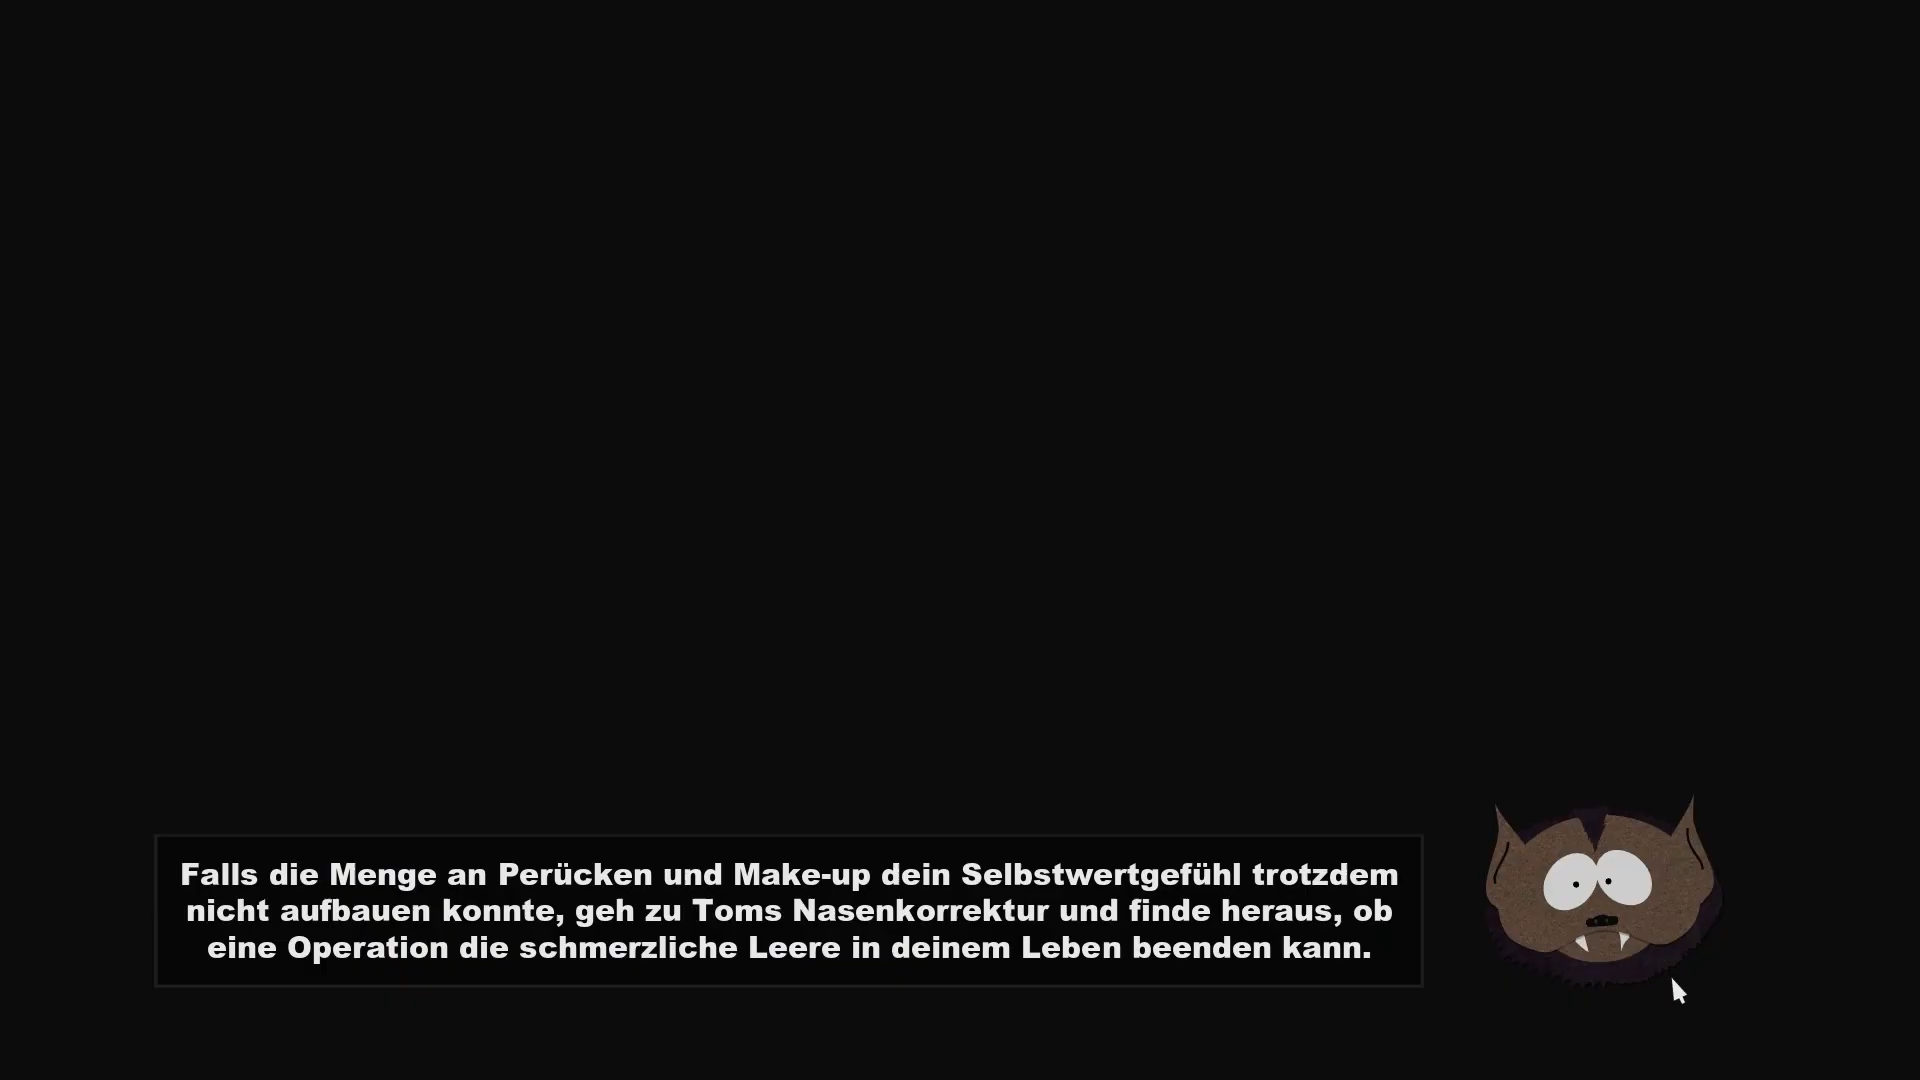 Falls die Menge an Perücken und Make-up dein Selbstwertgefühl trotzdem
nicht aufbauen konnte, geh zu Toms Nasenkorrektur und finde heraus, ob
eine Operation die schmerzliche Leere in deinem Leben beenden kann.